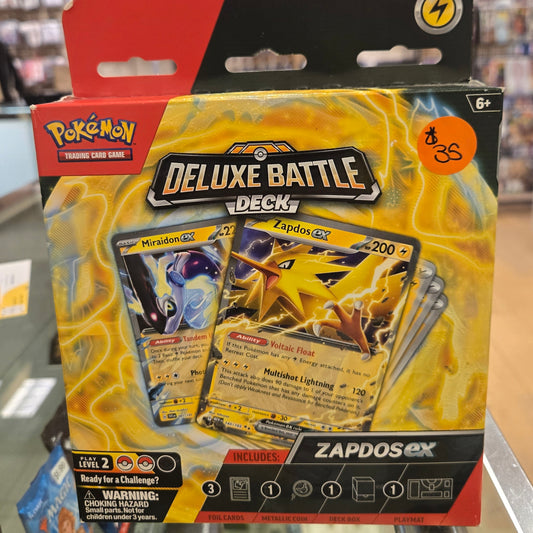 Pokémon
TRADING CARD GAME
6+
$
35
DELUXE BATTLE
DECK
Miraidon ex
Zapdos ex
200
Ability Tandem
Ability Voltaic Float
If this Pokémon has any Energy attached, it has no
Retreat Cost.
Multishot Lightning 120
This attack also does 90 damage to 1 of your opponent's
Benched Pokémon that has any damage counters on it.
(Don't apply Weakness and Resistance for Benched Pokémon.)
PLAY
LEVEL 2
Ready for a Challenge?
INCLUDES:
ZAPDOS ex
WARNING:
CHOKING HAZARD
Small parts. Not for
children under 3 years.
3
1
1
1
FOIL CARDS
METALLIC COIN
DECK BOX
PLAYMAT